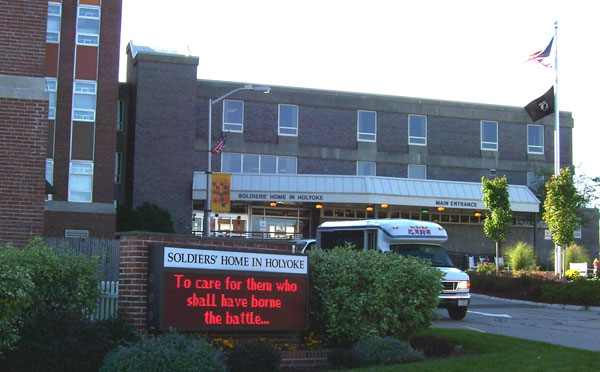 SOLDIERS' HOME IN HOLYOKE
MAIN ENTRANCE
SOLDIERS' HOME IN HOLYOKE
To care for them who
shall have borne
the battle...